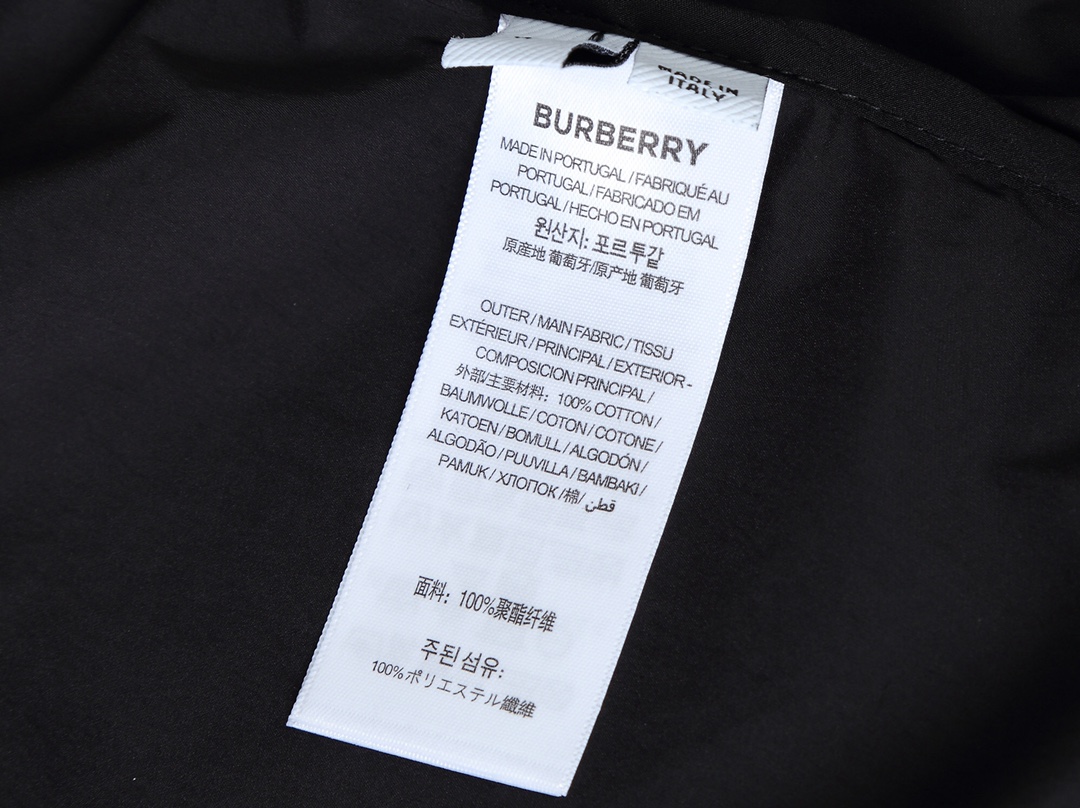 MADE IN
ITALY
BURBERRY
MADE IN PORTUGAL / FABRIQUÉ AU
PORTUGAL / FABRICADO EM
PORTUGAL / HECHO EN PORTUGAL
원산지: 포르투갈
原産地 葡萄牙/原产地 葡萄牙
OUTER / MAIN FABRIC / TISSU
EXTÉRIEUR / PRINCIPAL / EXTERIOR -
COMPOSICION PRINCIPAL /
外部/主要材料: 100% COTTON /
BAUMWOLLE / COTON / COTONE /
KATOEN / BOMULL / ALGODÓN /
ALGODÃO / PUUVILLA / BAMBAKI /
PAMUK / ХЛОПОК /棉/ قطن
面料: 100%聚酯纤维
주된 섬유:
100%ポリエステル纖維